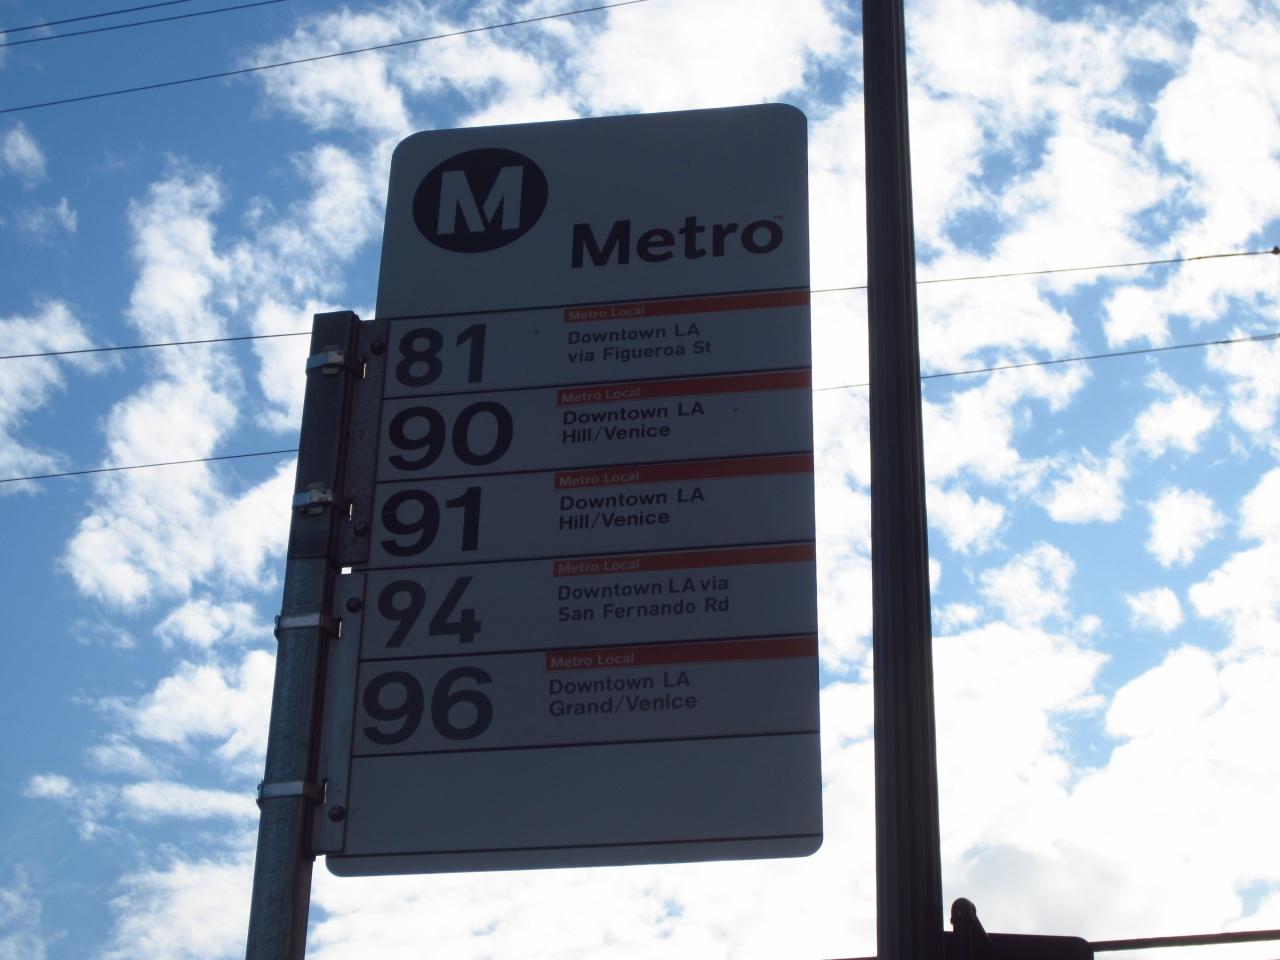 M
Metro™
81
Metro Local
Downtown LA
via Figueroa St
90
Metro Local
Downtown LA
Hill/Venice
91
Metro Local
Downtown LA
Hill/Venice
94
Metro Local
Downtown LA via
San Fernando Rd
96
Metro Local
Downtown LA
Grand/Venice